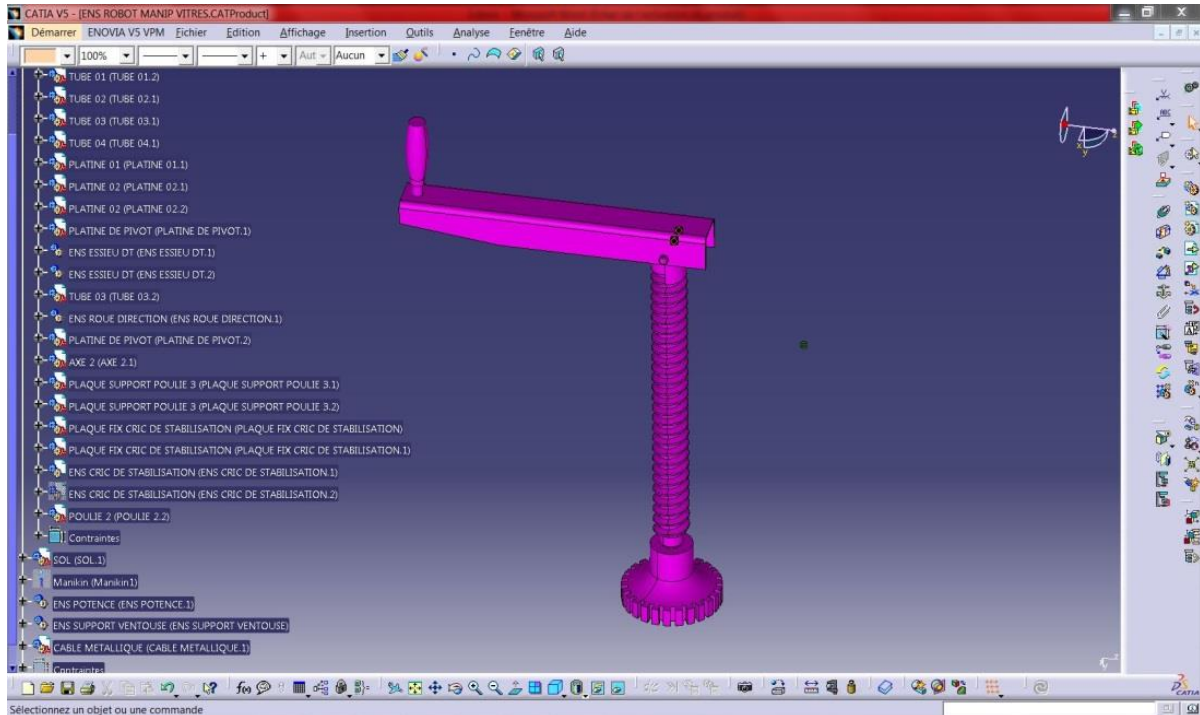 CATIA V5 - [ENS ROBOT MANIP VITRES.CATProduct]
Démarrer ENOVIA V5 VPM Fichier Edition Affichage Insertion Outils Analyse Fenêtre Aide
100% Aut Aucun
TUBE 01 (TUBE 01.2)
TUBE 02 (TUBE 02.1)
TUBE 03 (TUBE 03.1)
TUBE 04 (TUBE 04.1)
PLATINE 01 (PLATINE 01.1)
PLATINE 02 (PLATINE 02.1)
PLATINE 02 (PLATINE 02.2)
PLATINE DE PIVOT (PLATINE DE PIVOT.1)
ENS ESSIEU DT (ENS ESSIEU DT.1)
ENS ESSIEU DT (ENS ESSIEU DT.2)
TUBE 03 (TUBE 03.2)
ENS ROUE DIRECTION (ENS ROUE DIRECTION.1)
PLATINE DE PIVOT (PLATINE DE PIVOT.2)
AXE 2 (AXE 2.1)
PLAQUE SUPPORT POULIE 3 (PLAQUE SUPPORT POULIE 3.1)
PLAQUE SUPPORT POULIE 3 (PLAQUE SUPPORT POULIE 3.2)
PLAQUE FIX CRIC DE STABILISATION (PLAQUE FIX CRIC DE STABILISATION)
PLAQUE FIX CRIC DE STABILISATION (PLAQUE FIX CRIC DE STABILISATION.1)
ENS CRIC DE STABILISATION (ENS CRIC DE STABILISATION.1)
ENS CRIC DE STABILISATION (ENS CRIC DE STABILISATION.2)
POULIE 2 (POULIE 2.2)
Contraintes
SOL (SOL.1)
Manikin (Manikin1)
ENS POTENCE (ENS POTENCE.1)
ENS SUPPORT VENTOUSE (ENS SUPPORT VENTOUSE)
CABLE METALLIQUE (CABLE METALLIQUE.1)
Contraintes
x
y
z
f(x)
CATIA
Sélectionnez un objet ou une commande